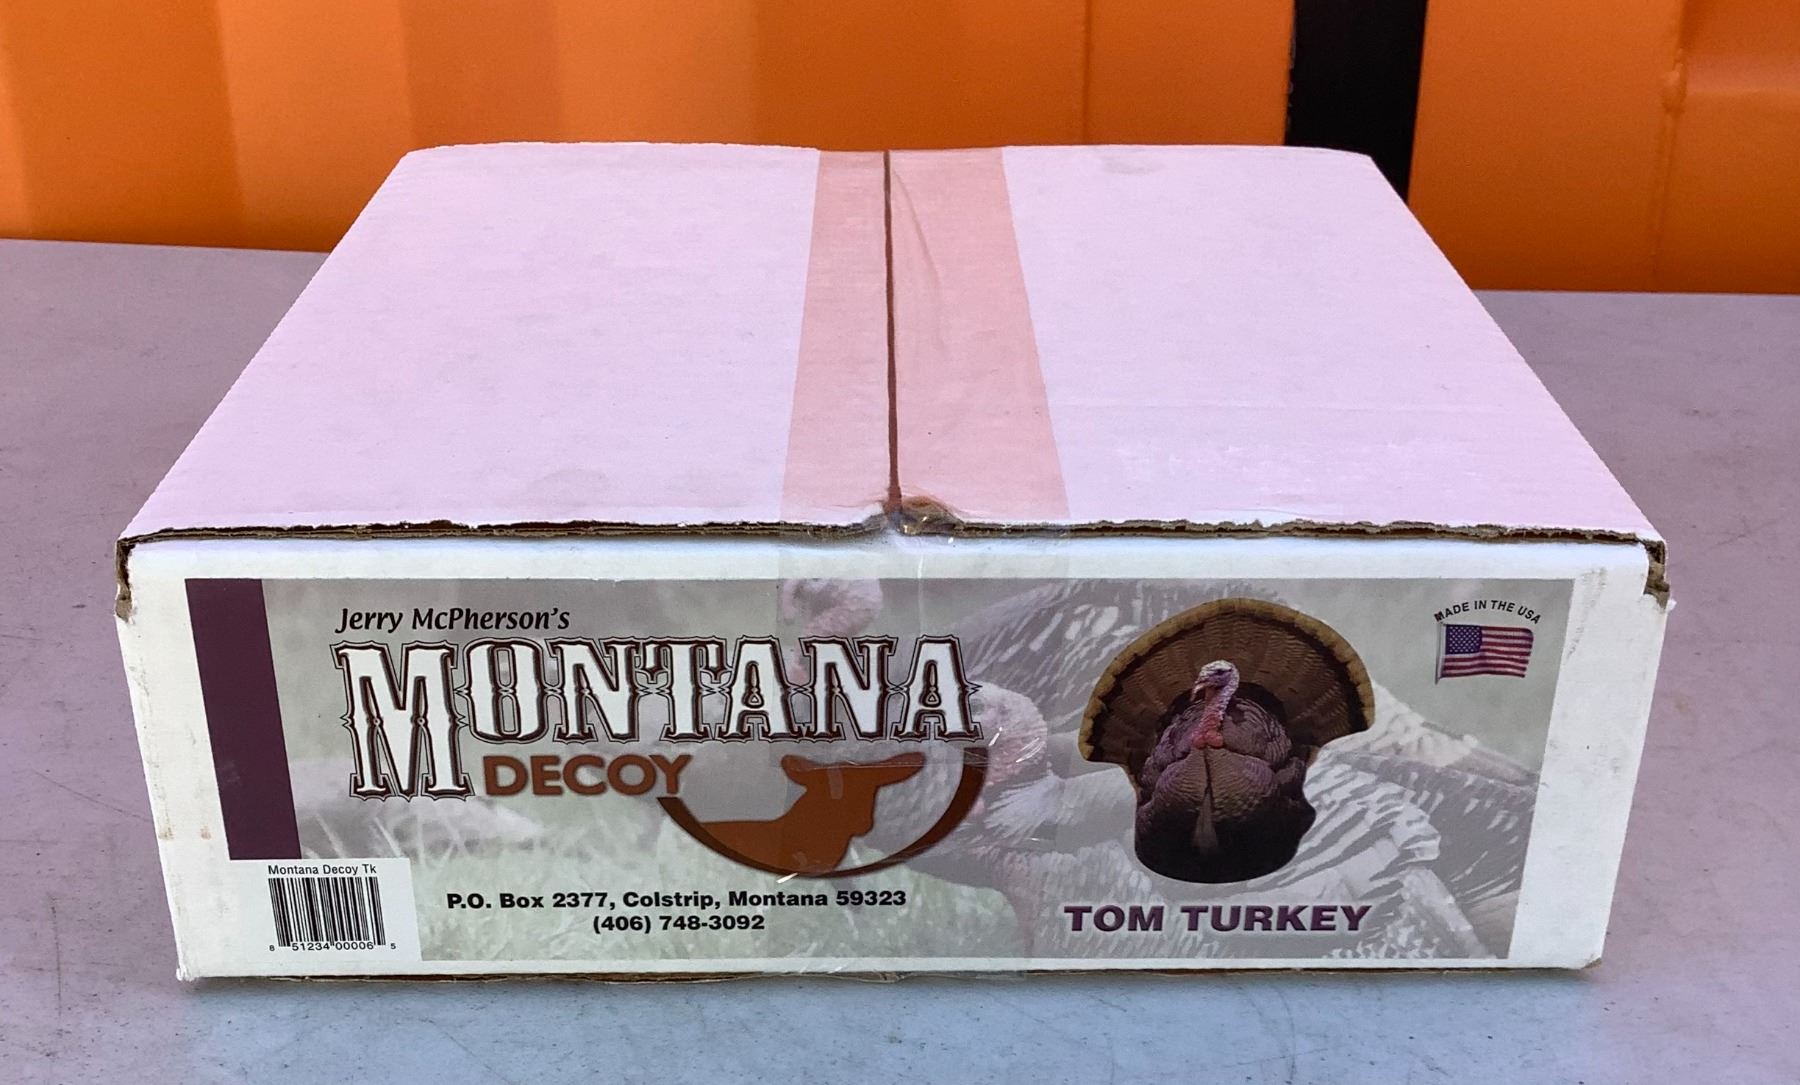 Jerry McPherson's
MONTANA
DECOY
MADE IN THE USA
Montana Decoy Tk
8 51234 00006 5
P.O. Box 2377, Colstrip, Montana 59323
(406) 748-3092
TOM TURKEY